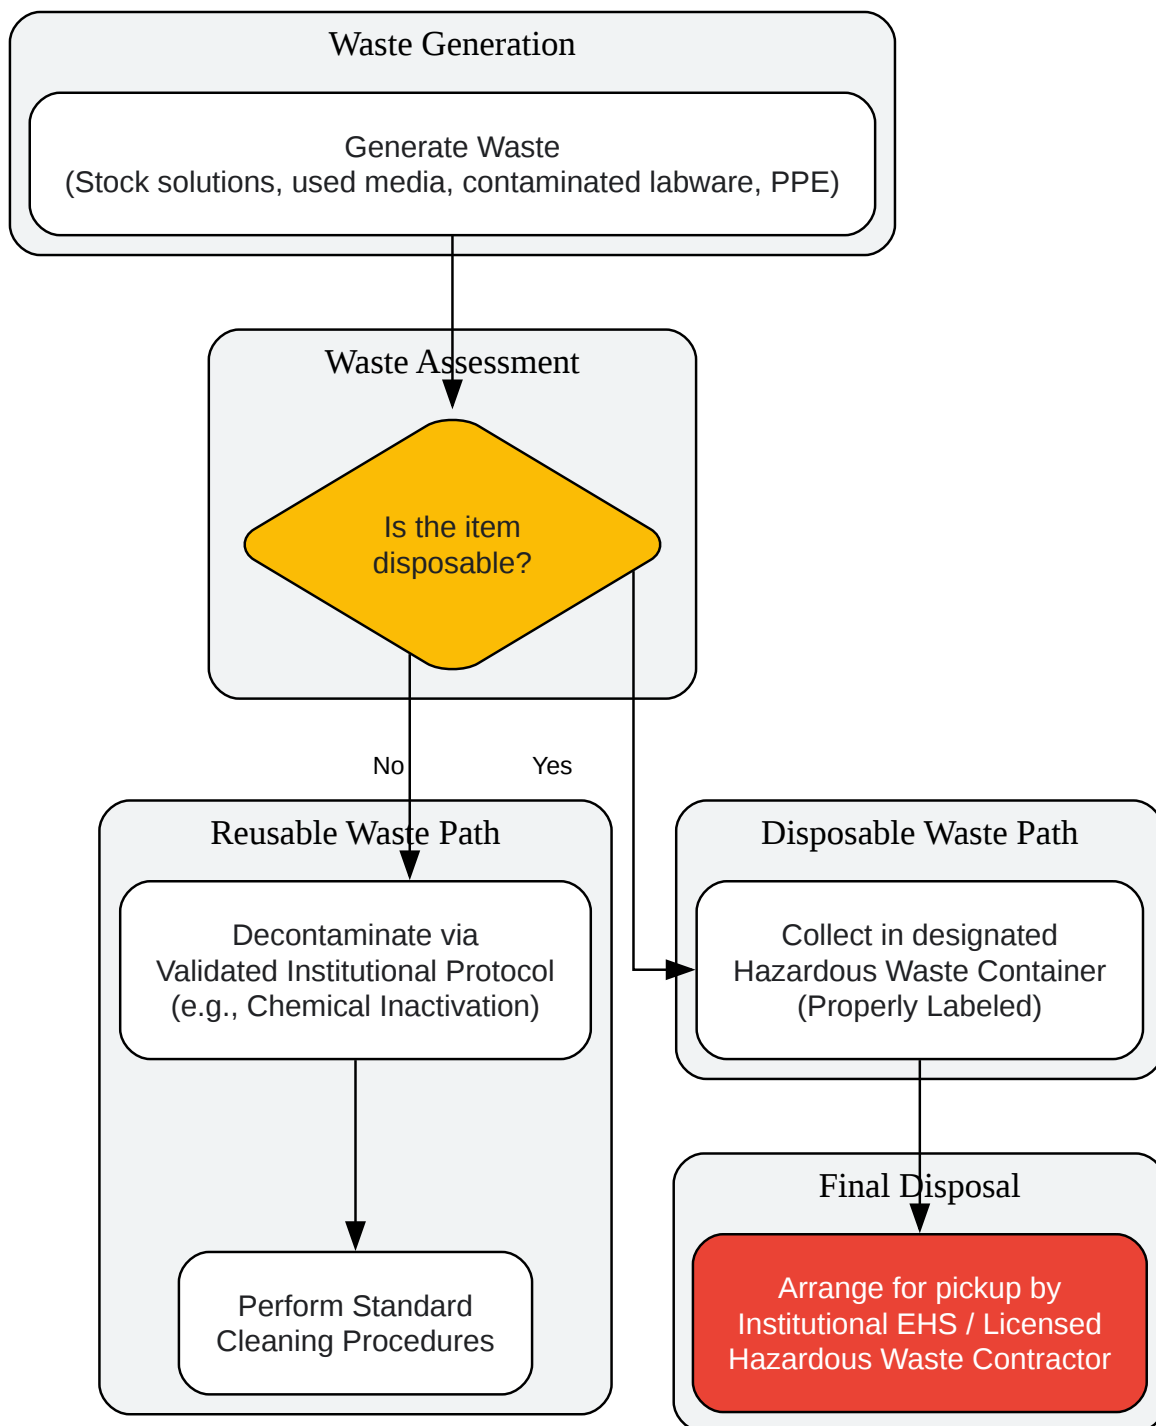 Waste Generation
Generate Waste
(Stock solutions, used media, contaminated labware, PPE)
Waste Assessment
Is the item
disposable?
No
Yes
Reusable Waste Path
Decontaminate via
Validated Institutional Protocol
(e.g., Chemical Inactivation)
Perform Standard
Cleaning Procedures
Disposable Waste Path
Collect in designated
Hazardous Waste Container
(Properly Labeled)
Final Disposal
Arrange for pickup by
Institutional EHS / Licensed
Hazardous Waste Contractor